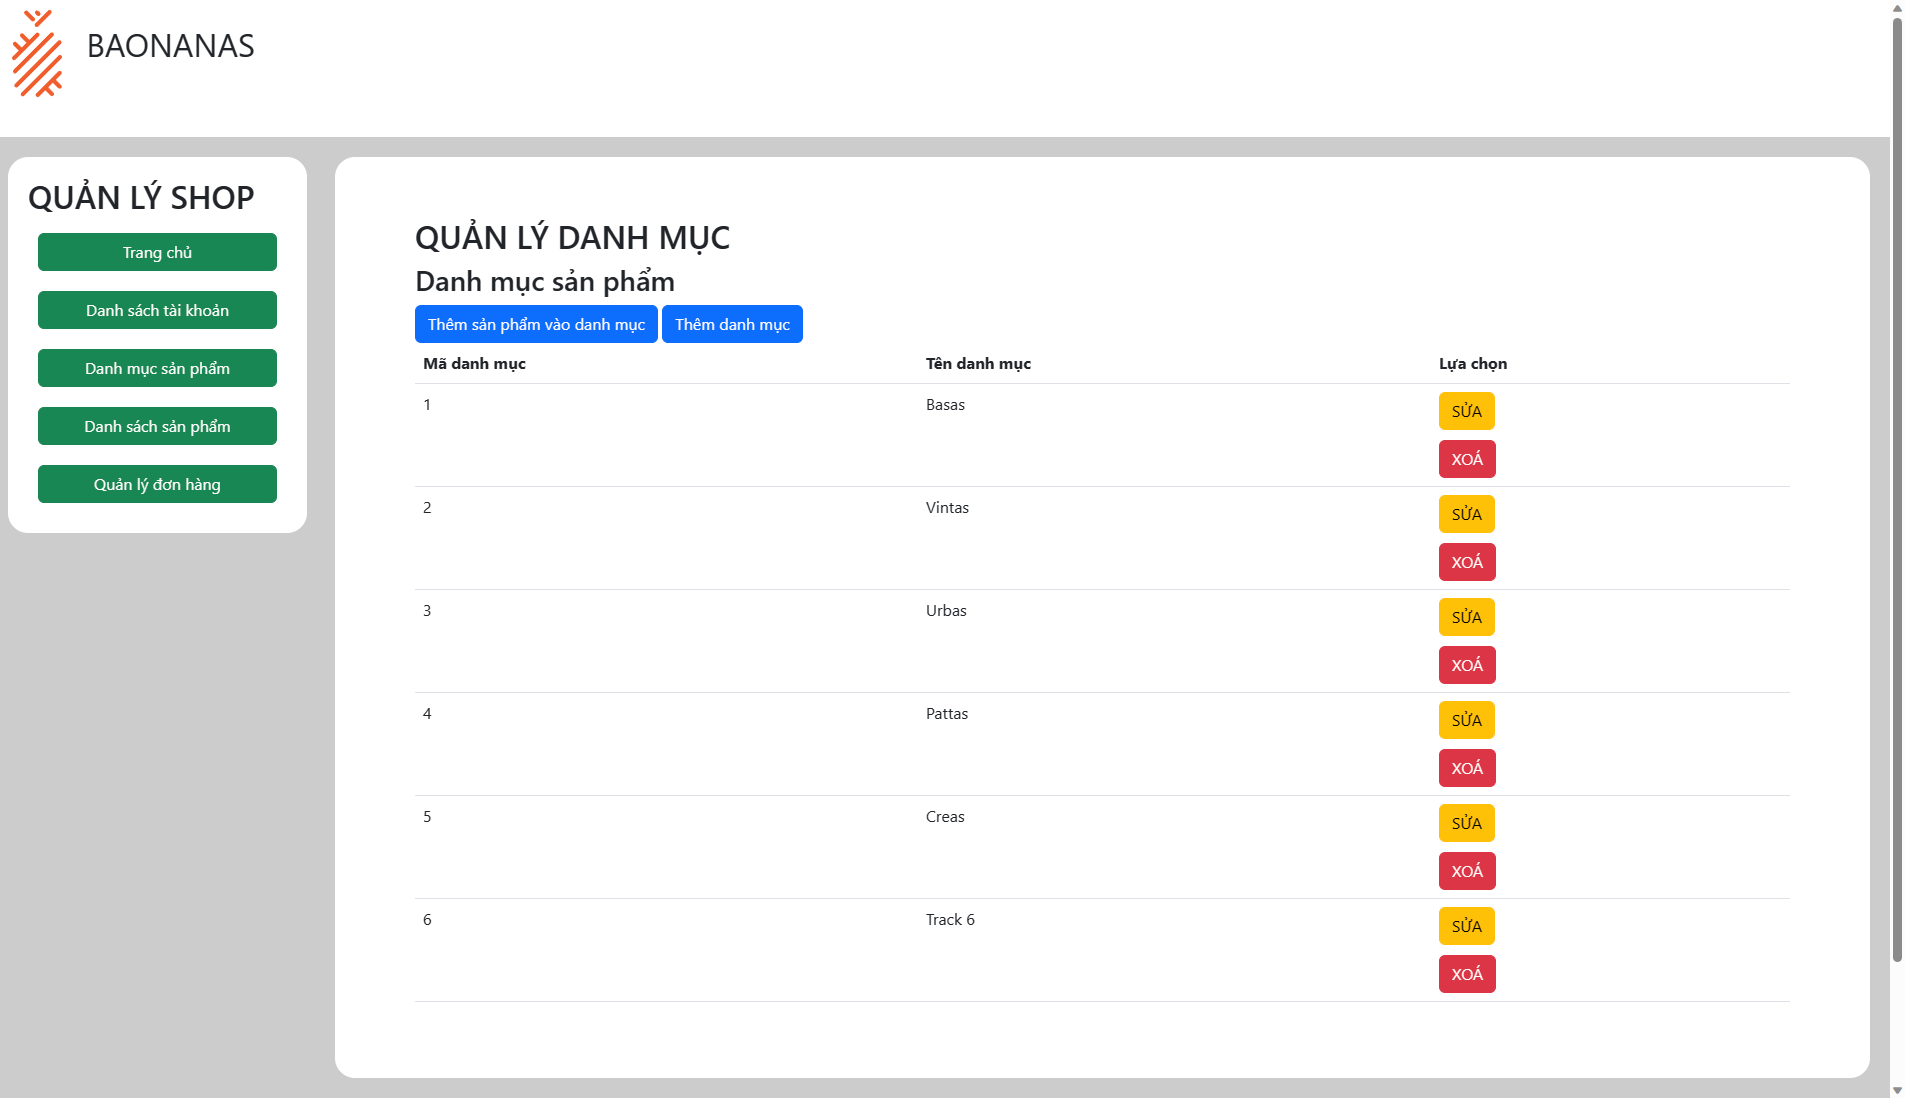 BAONANAS
QUẢN LÝ SHOP
Trang chủ
Danh sách tài khoản
Danh mục sản phẩm
Danh sách sản phẩm
Quản lý đơn hàng
QUẢN LÝ DANH MỤC
Danh mục sản phẩm
Thêm sản phẩm vào danh mục Thêm danh mục
Mã danh mục Tên danh mục Lựa chọn
1 Basas SỬA
XOÁ
2 Vintas SỬA
XOÁ
3 Urbas SỬA
XOÁ
4 Pattas SỬA
XOÁ
5 Creas SỬA
XOÁ
6 Track 6 SỬA
XOÁ